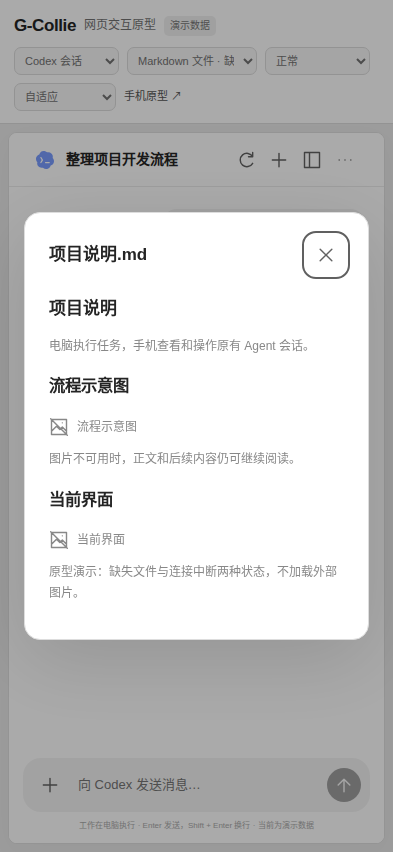 G-Collie 网页交互原型 演示数据
Codex 会话 Markdown 文件 · 缺 正常
自适应 手机原型 ↗
整理项目开发流程
项目说明.md
项目说明
电脑执行任务，手机查看和操作原有 Agent 会话。
流程示意图
流程示意图
图片不可用时，正文和后续内容仍可继续阅读。
当前界面
当前界面
原型演示：缺失文件与连接中断两种状态，不加载外部
图片。
向 Codex 发送消息…
工作在电脑执行 · Enter 发送，Shift + Enter 换行 · 当前为演示数据